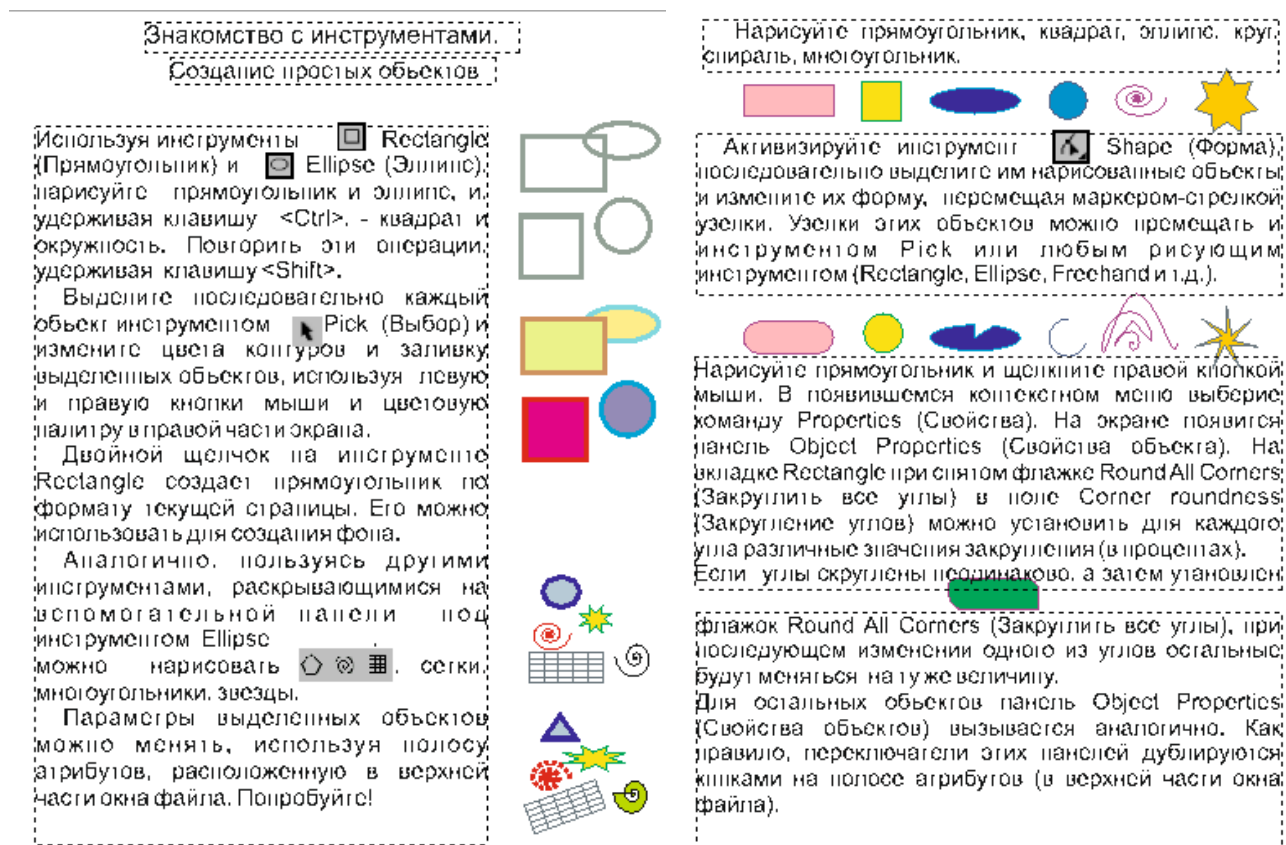 Знакомство с инструментами.
Создание простых объектов
Используя инструменты Rectangle
(Прямоугольник) и Ellipse (Эллипс),
нарисуйте прямоугольник и эллипс, и,
удерживая клавишу <Ctrl>, - квадрат и
окружность. Повторить эти операции,
удерживая клавишу <Shift>.
Выделите последовательно каждый
объект инструментом Pick (Выбор) и
измените цвета контуров и заливку
выделенных объектов, используя левую
и правую кнопки мыши и цветовую
палитру в правой части экрана.
Двойной щелчок на инструменте
Rectangle создает прямоугольник по
формату текущей страницы. Его можно
использовать для создания фона.
Аналогично, пользуясь другими
инструментами, раскрывающимися на
вспомогательной панели под
инструментом Ellipse ,
можно нарисовать , сетки,
многоугольники, звезды.
Параметры выделенных объектов
можно менять, используя полосу
атрибутов, расположенную в верхней
части окна файла. Попробуйте!
Нарисуйте прямоугольник, квадрат, эллипс, круг,
спираль, многоугольник.
Активизируйте инструмент Shape (Форма),
последовательно выделите им нарисованные объекты
и измените их форму, перемещая маркером-стрелкой
узелки. Узелки этих объектов можно премещать и
инструментом Pick или любым рисующим
инструментом (Rectangle, Ellipse, Freehand и т.д.).
Нарисуйте прямоугольник и щелкните правой кнопкой
мыши. В появившемся контекстном меню выберие
команду Properties (Свойства). На экране появится
панель Object Properties (Свойства объекта). На
вкладке Rectangle при снятом флажке Round All Corners
(Закруглить все углы) в поле Corner roundness
(Закругление углов) можно установить для каждого
угла различные значения закругления (в процентах).
Если углы скруглены неодинаково, а затем утановлен
флажок Round All Corners (Закруглить все углы), при
последующем изменении одного из углов остальные
будут меняться на ту же величину.
Для остальных объектов панель Object Properties
(Свойства объектов) вызывается аналогично. Как
правило, переключатели этих панелей дублируются
кнпками на полосе атрибутов (в верхней части окна
файла).